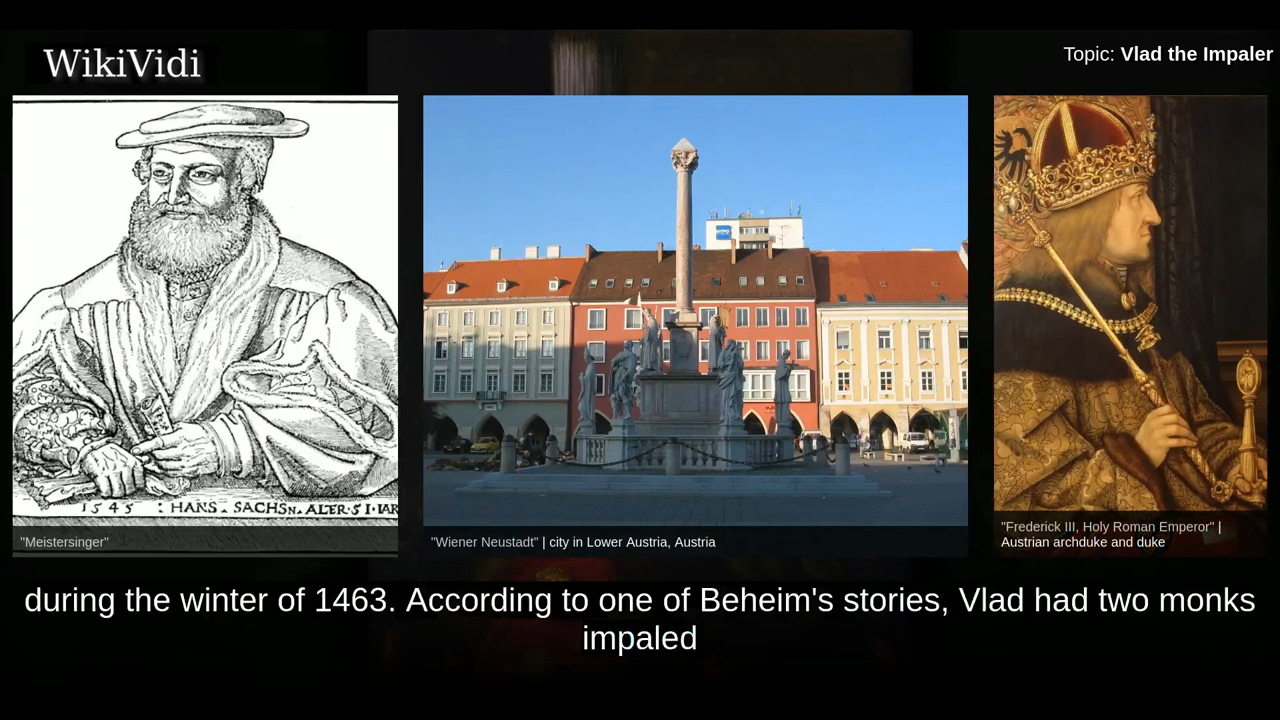 WikiVidi
Topic: Vlad the Impaler
1545 : HANS . SACHSN. ALTER . 51 . IAR
"Meistersinger"
"Wiener Neustadt" | city in Lower Austria, Austria
"Frederick III, Holy Roman Emperor" |
Austrian archduke and duke
during the winter of 1463. According to one of Beheim's stories, Vlad had two monks
impaled